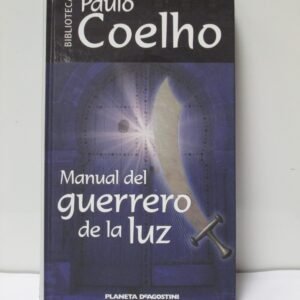 BIBLIOTECA
Paulo
Coelho
Manual del
guerrero
de la luz
PLANETA DeAGOSTINI